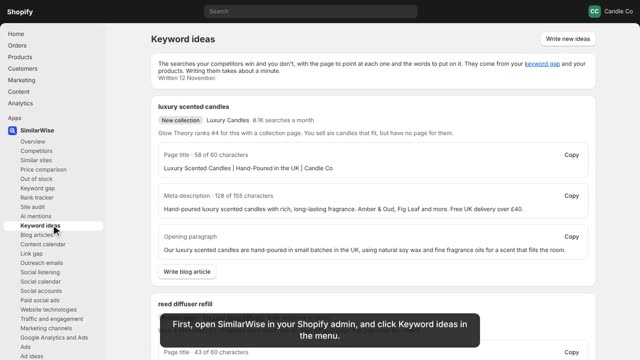 Shopify
Search
CC
Candle Co
Home
Orders
Products
Customers
Marketing
Content
Analytics
Apps
SimilarWise
Overview
Competitors
Similar sites
Price comparison
Out of stock
Keyword gap
Rank tracker
Site audit
AI mentions
Keyword ideas
Blog articles
Content calendar
Link gap
Outreach emails
Social listening
Social calendar
Social accounts
Paid social ads
Website technologies
Traffic and engagement
Marketing channels
Google Analytics and Ads
Ads
Ad ideas
Keyword ideas
Write new ideas
The searches your competitors win and you don't, with the page to point at each one and the words to put on it. They come from your keyword gap and your
products. Writing them takes about a minute.
Written 12 November.
luxury scented candles
New collection Luxury Candles 8.1K searches a month
Glow Theory ranks #4 for this with a collection page. You sell six candles that fit, but have no page for them.
Page title · 58 of 60 characters
Copy
Luxury Scented Candles | Hand-Poured in the UK | Candle Co
Meta description · 128 of 155 characters
Copy
Hand-poured luxury scented candles with rich, long-lasting fragrance. Amber & Oud, Fig Leaf and more. Free UK delivery over £40.
Opening paragraph
Copy
Our luxury scented candles are hand-poured in small batches in the UK, using natural soy wax and fine fragrance oils for a scent that fills the room.
Write blog article
reed diffuser refill
First, open SimilarWise in your Shopify admin, and click Keyword ideas in
the menu.
Page title · 43 of 60 characters
Copy